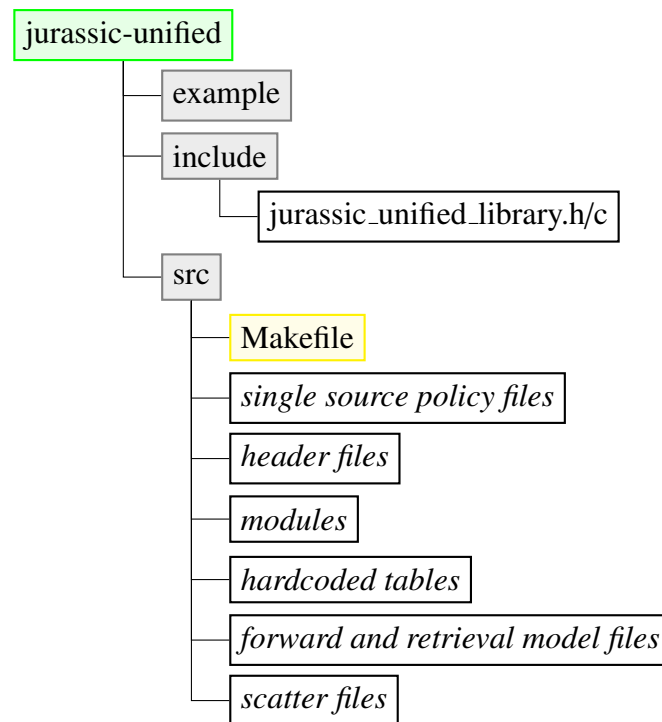 jurassic-unified
example
include
jurassic_unified_library.h/c
src
Makefile
single source policy files
header files
modules
hardcoded tables
forward and retrieval model files
scatter files